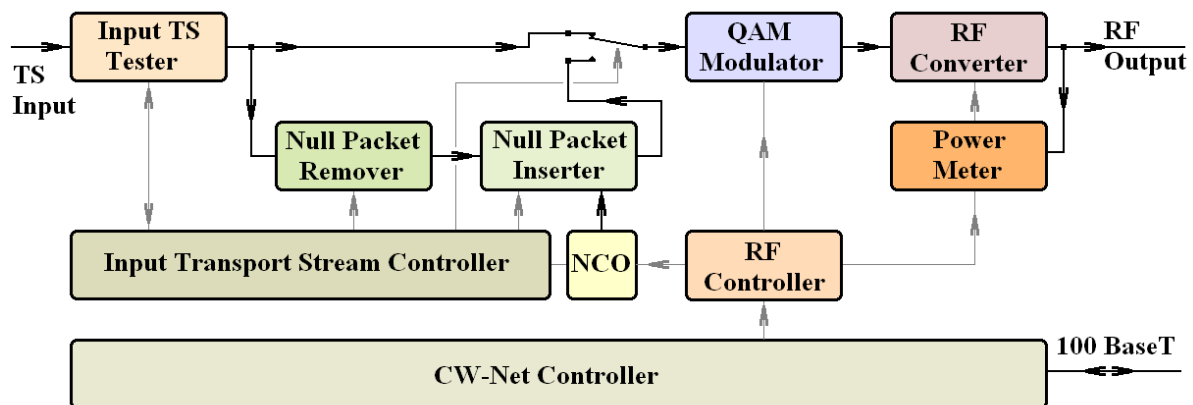 Input TS
Tester
QAM
Modulator
RF
Converter
RF
Output
TS
Input
Null Packet
Remover
Null Packet
Inserter
Power
Meter
Input Transport Stream Controller
NCO
RF
Controller
100 BaseT
CW-Net Controller